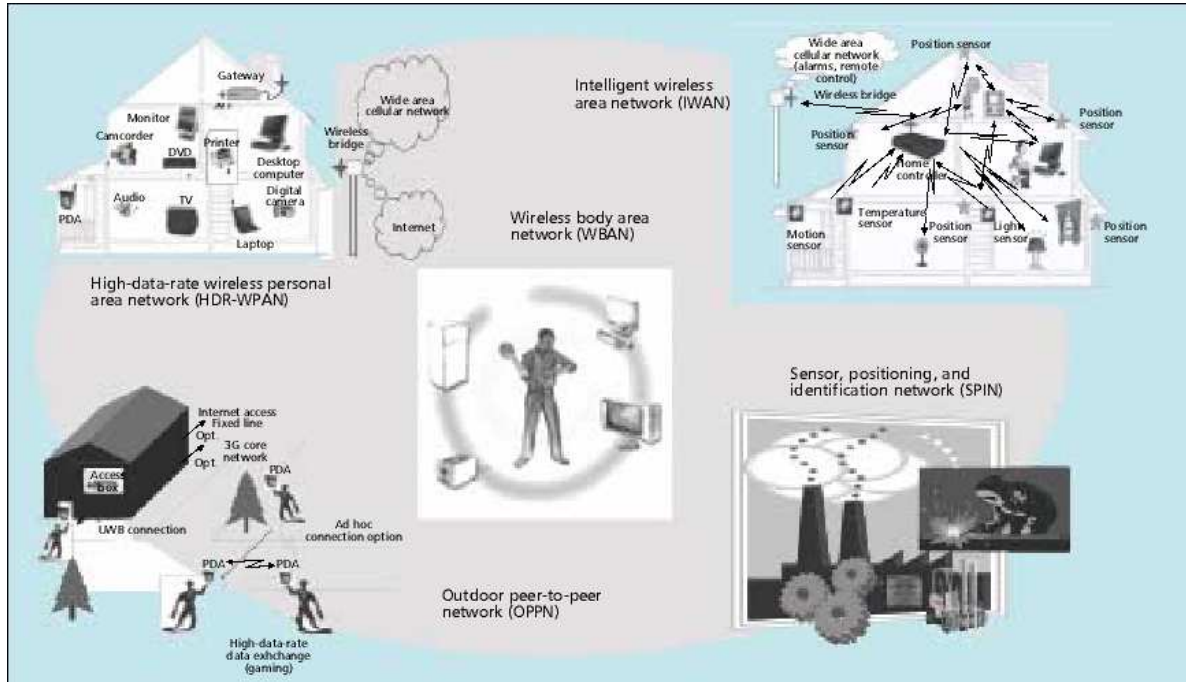 Gateway
Monitor
Camcorder
DVD
Printer
Desktop
computer
Wireless
bridge
Wide area
cellular network
Internet
PDA
Audio
TV
Laptop
Digital
camera
High-data-rate wireless personal
area network (HDR-WPAN)
Intelligent wireless
area network (IWAN)
Wireless body area
network (WBAN)
Wide area
cellular network
(alarms, remote
control)
Wireless bridge
Position sensor
Position
sensor
Position
sensor
Home
controller
Motion
sensor
Temperature
sensor
Position
sensor
Light
sensor
Position
sensor
Sensor, positioning, and
identification network (SPIN)
Internet access
Fixed line
Opt.
3G core
network
Opt.
Access
box
PDA
UWB connection
Ad hoc
connection option
PDA
PDA
High-data-rate
data exhchange
(gaming)
Outdoor peer-to-peer
network (OPPN)